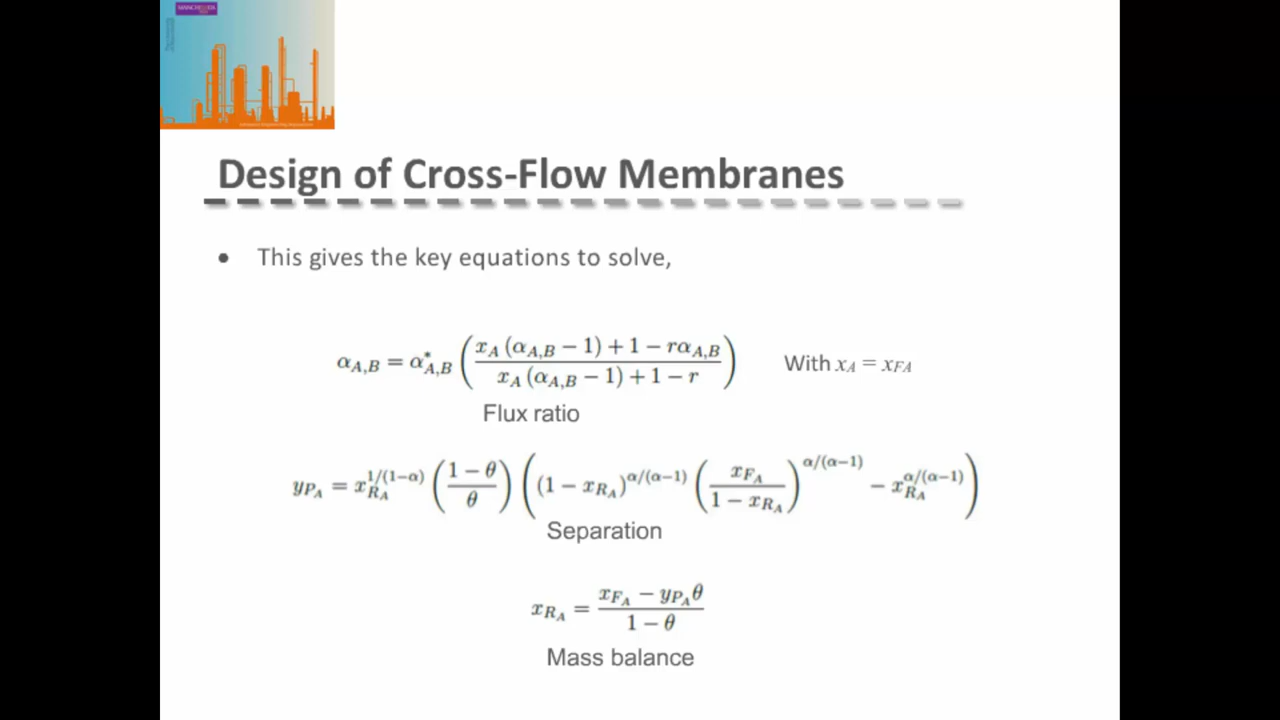 Design of Cross-Flow Membranes
• This gives the key equations to solve,
α_{A,B} = α*_{A,B} ( (x_A (α_{A,B} − 1) + 1 − rα_{A,B}) / (x_A (α_{A,B} − 1) + 1 − r) ) With x_A = x_{FA}
Flux ratio
y_{P_A} = x_{R_A}^{1/(1−α)} ( (1 − θ) / θ ) ( (1 − x_{R_A})^{α/(α−1)} ( x_{F_A} / (1 − x_{R_A}) )^{α/(α−1)} − x_{R_A}^{α/(α−1)} )
Separation
x_{R_A} = (x_{F_A} − y_{P_A}θ) / (1 − θ)
Mass balance